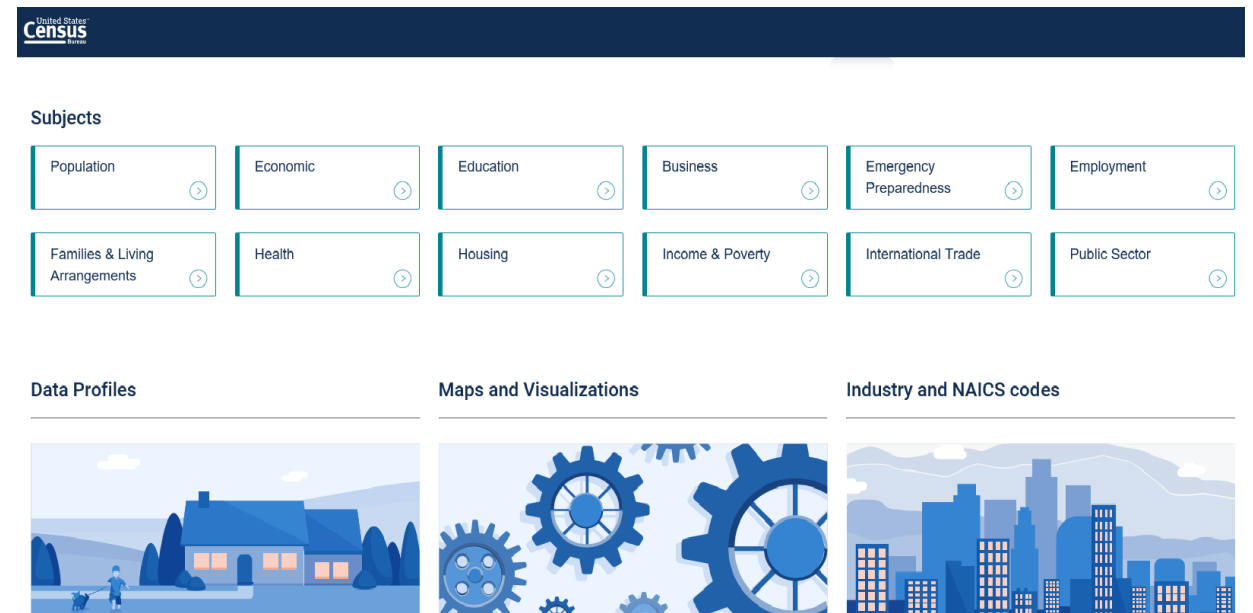 United States
Census
Bureau
Subjects
Population
Economic
Education
Business
Emergency
Preparedness
Employment
Families & Living
Arrangements
Health
Housing
Income & Poverty
International Trade
Public Sector
Data Profiles
Maps and Visualizations
Industry and NAICS codes